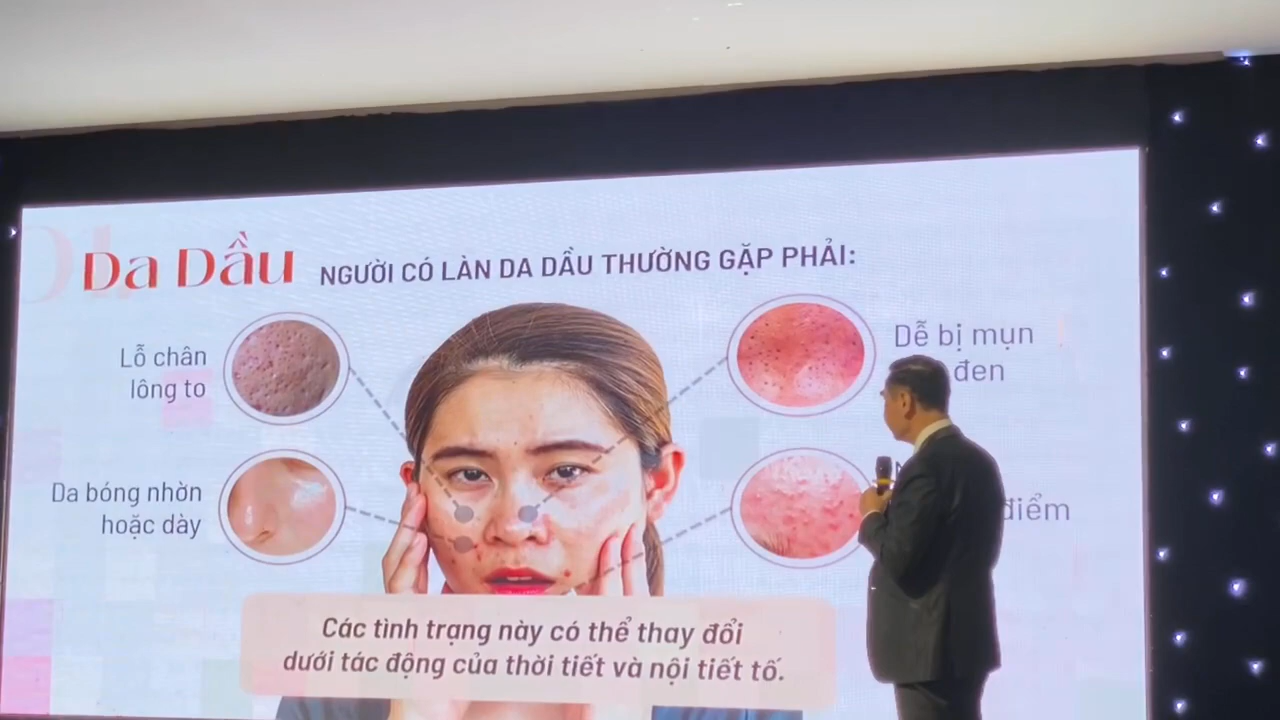 Da Dầu
NGƯỜI CÓ LÀN DA DẦU THƯỜNG GẶP PHẢI:
Lỗ chân
lông to
Da bóng nhờn
hoặc dày
Dễ bị mụn
đen
điểm
Các tình trạng này có thể thay đổi
dưới tác động của thời tiết và nội tiết tố.